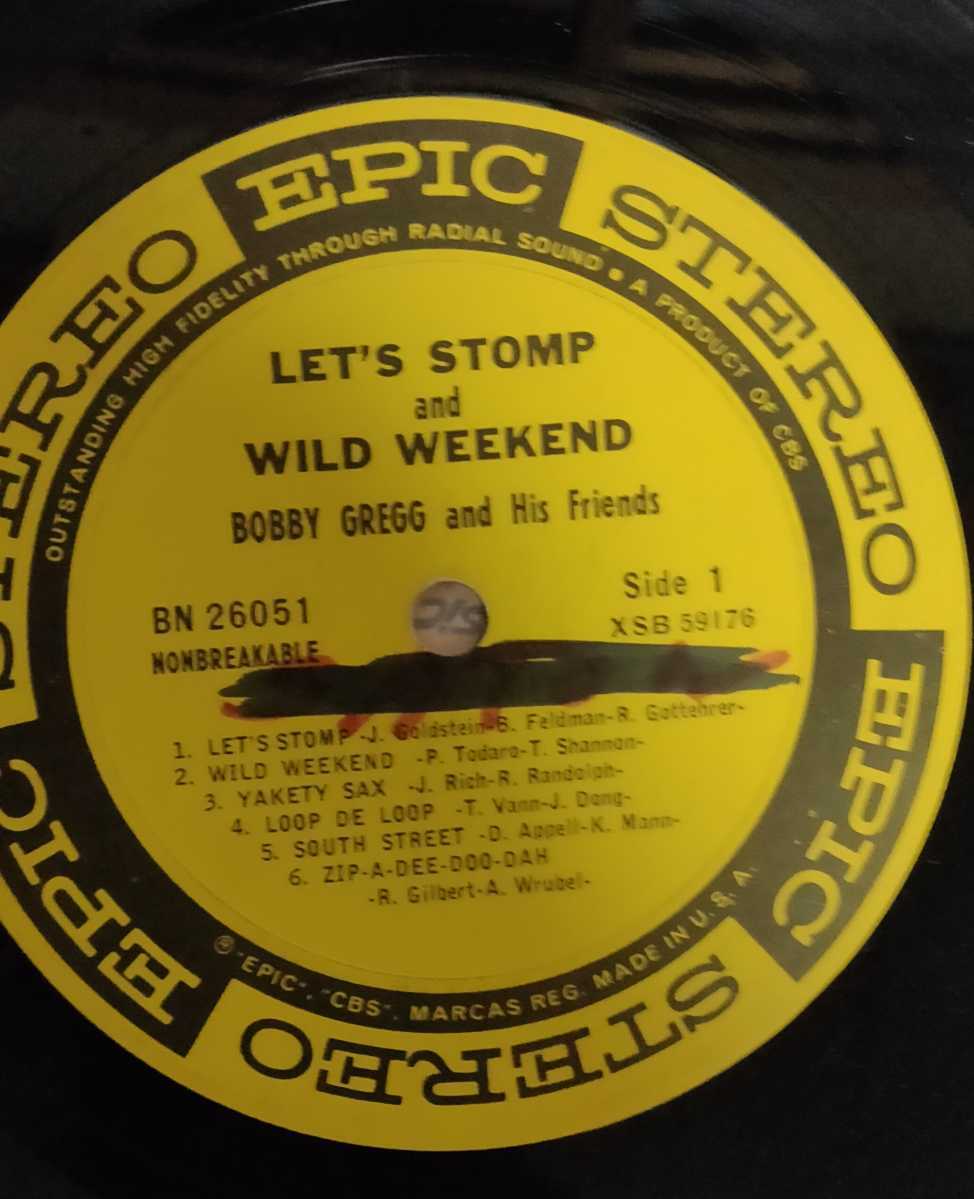 EPIC
STEREO
EPIC
STEREO
EPIC
STEREO
OUTSTANDING HIGH FIDELITY THROUGH RADIAL SOUND • A PRODUCT OF CBS
LET'S STOMP
and
WILD WEEKEND
BOBBY GREGG and His Friends
BN 26051
Side 1
NONBREAKABLE
XSB 59176
1. LET'S STOMP -J. Goldstein-B. Feldman-R. Gottehrer-
2. WILD WEEKEND -P. Todaro-T. Shannon-
3. YAKETY SAX -J. Rich-R. Randolph-
4. LOOP DE LOOP -T. Vann-J. Dong-
5. SOUTH STREET -D. Appell-K. Mann-
6. ZIP-A-DEE-DOO-DAH
-R. Gilbert-A. Wrubel-
® "EPIC", "CBS", MARCAS REG. MADE IN U. S. A.